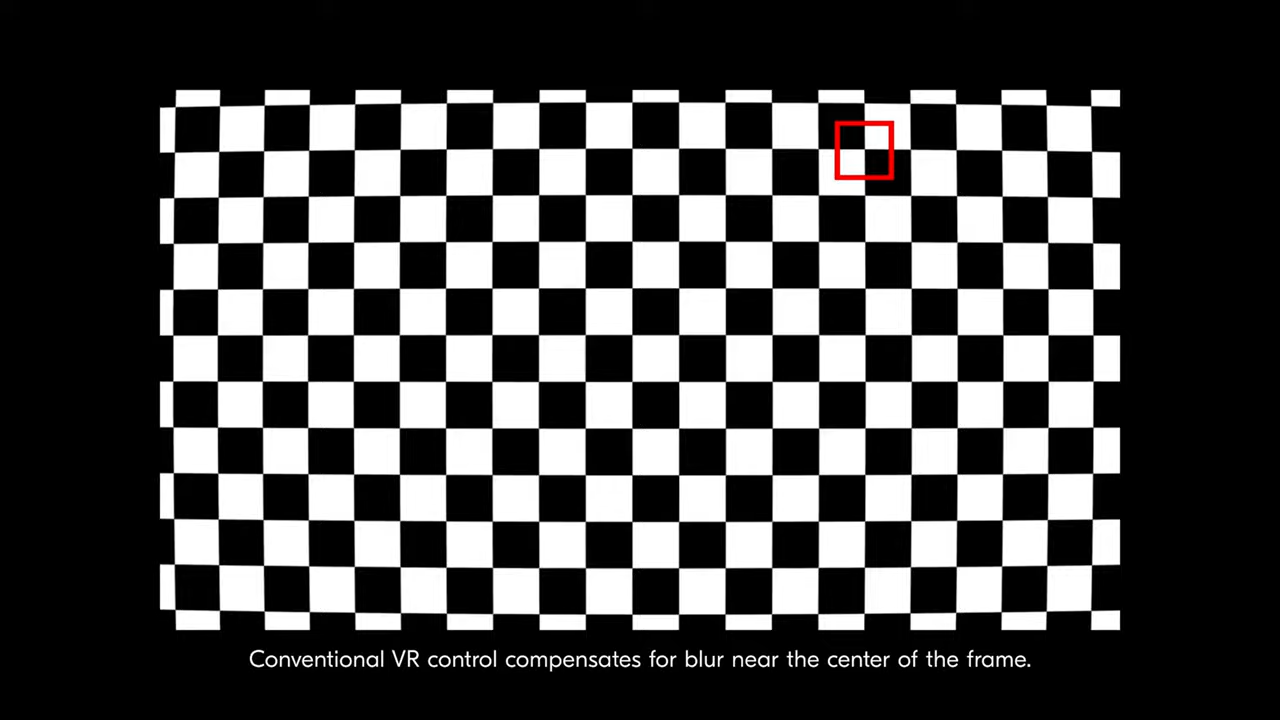 Conventional VR control compensates for blur near the center of the frame.